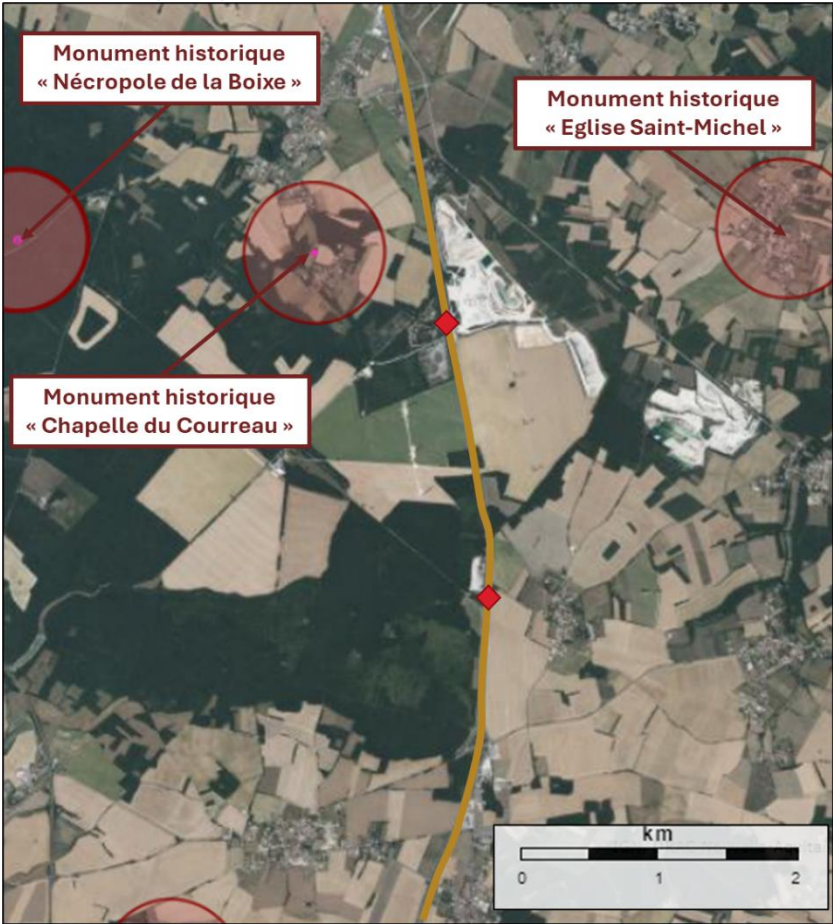 Monument historique
« Nécropole de la Boixe »
Monument historique
« Eglise Saint-Michel »
Monument historique
« Chapelle du Courreau »
km
0 1 2